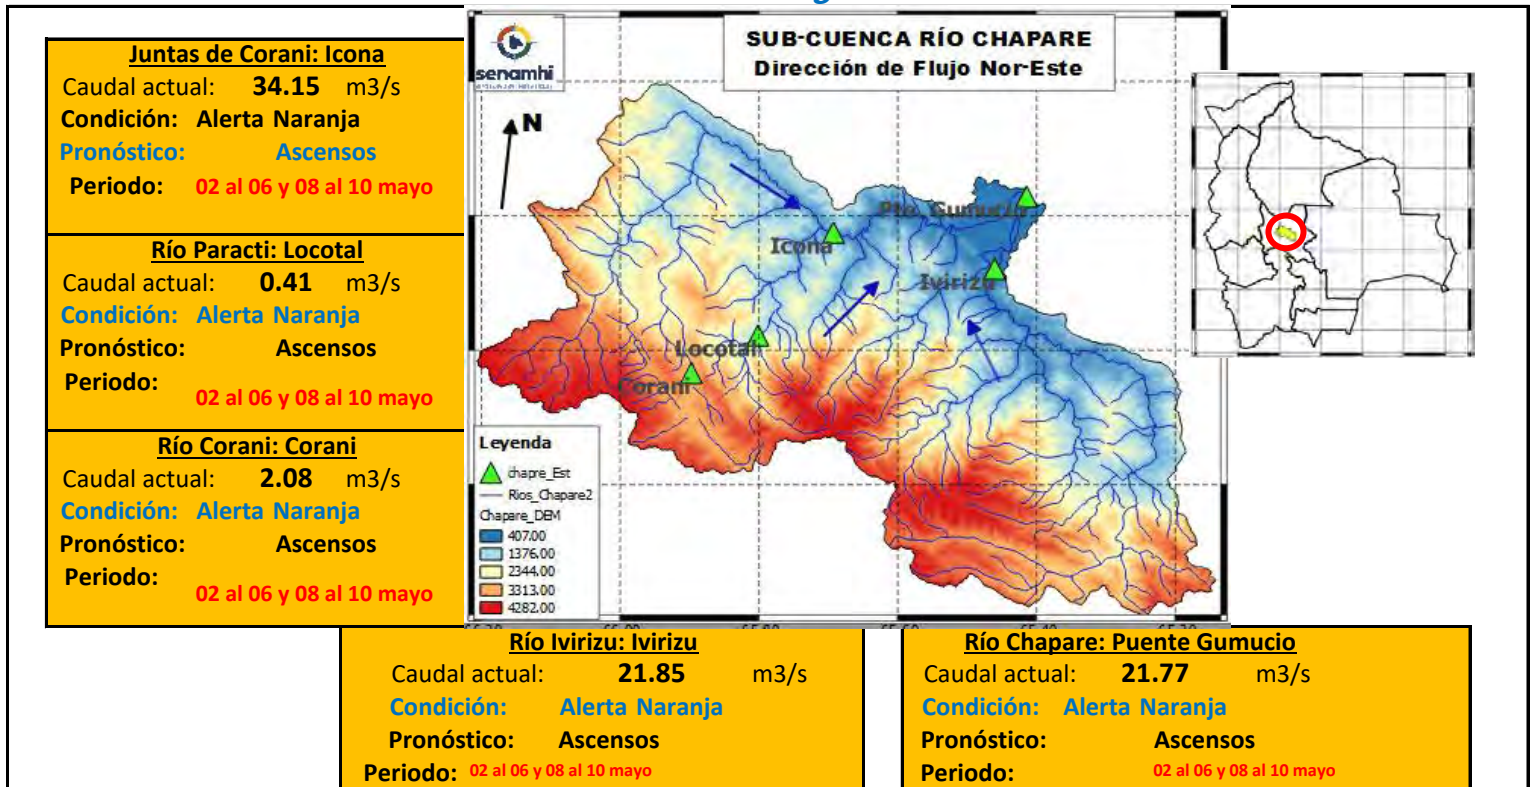 Juntas de Corani: Icona
Caudal actual: 34.15 m3/s
Condición: Alerta Naranja
Pronóstico: Ascensos
Periodo: 02 al 06 y 08 al 10 mayo
Río Paracti: Locotal
Caudal actual: 0.41 m3/s
Condición: Alerta Naranja
Pronóstico: Ascensos
Periodo:
02 al 06 y 08 al 10 mayo
Río Corani: Corani
Caudal actual: 2.08 m3/s
Condición: Alerta Naranja
Pronóstico: Ascensos
Periodo:
02 al 06 y 08 al 10 mayo
senamhi
SUB-CUENCA RÍO CHAPARE
Dirección de Flujo Nor-Este
N
Pto. Gumucio
Icona
Ivirizu
Locotal
Corani
Leyenda
chapre_Est
Rios_Chapare2
Chapare_DEM
407.00
1376.00
2344.00
3313.00
4282.00
Río Ivirizu: Ivirizu
Caudal actual: 21.85 m3/s
Condición: Alerta Naranja
Pronóstico: Ascensos
Periodo: 02 al 06 y 08 al 10 mayo
Río Chapare: Puente Gumucio
Caudal actual: 21.77 m3/s
Condición: Alerta Naranja
Pronóstico: Ascensos
Periodo: 02 al 06 y 08 al 10 mayo